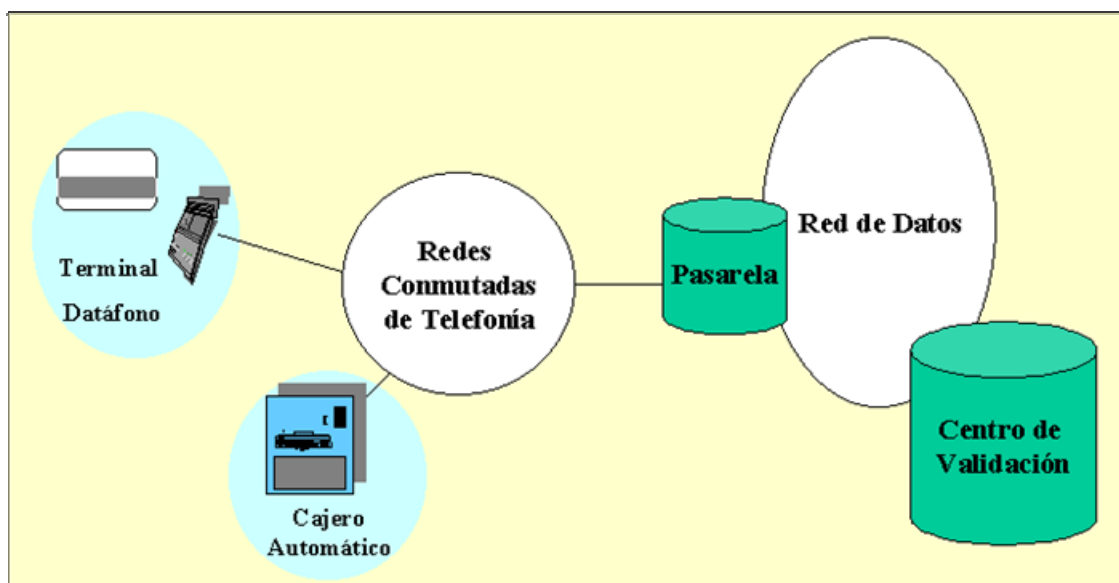 Terminal
Datáfono
Redes
Conmutadas
de Telefonía
Cajero
Automático
Pasarela
Red de Datos
Centro de
Validación